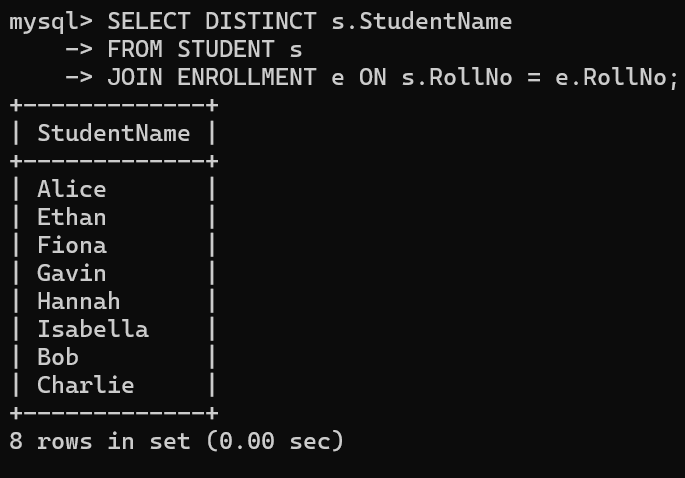 mysql> SELECT DISTINCT s.StudentName
    -> FROM STUDENT s
    -> JOIN ENROLLMENT e ON s.RollNo = e.RollNo;
+-------------+
| StudentName |
+-------------+
| Alice       |
| Ethan       |
| Fiona       |
| Gavin       |
| Hannah      |
| Isabella    |
| Bob         |
| Charlie     |
+-------------+
8 rows in set (0.00 sec)